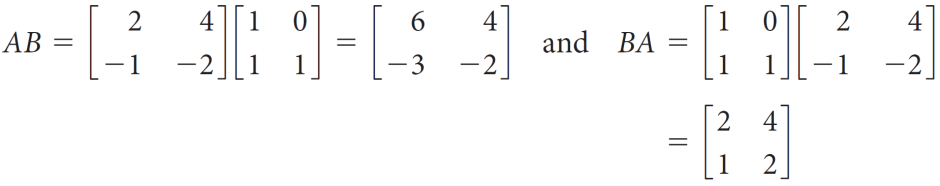 AB = [2 4; −1 −2][1 0; 1 1] = [6 4; −3 −2] and BA = [1 0; 1 1][2 4; −1 −2]
= [2 4; 1 2]